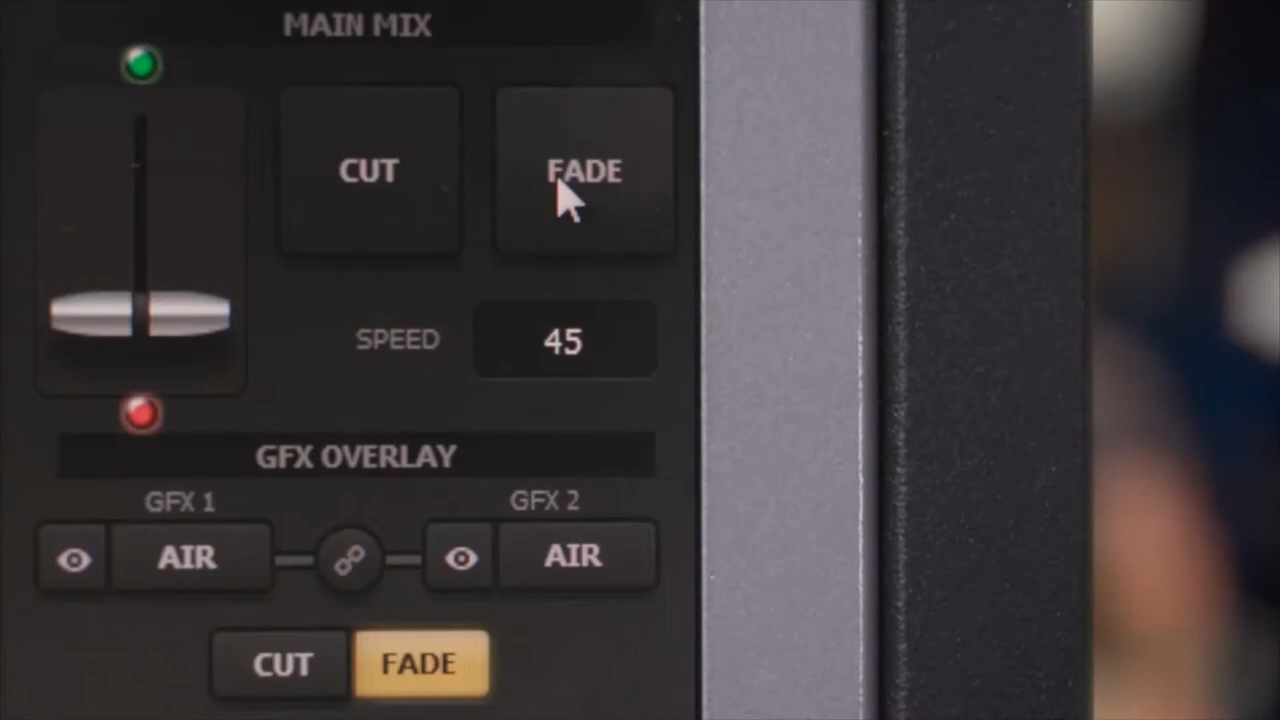 MAIN MIX
CUT
FADE
SPEED
45
GFX OVERLAY
GFX 1
GFX 2
AIR
AIR
CUT
FADE